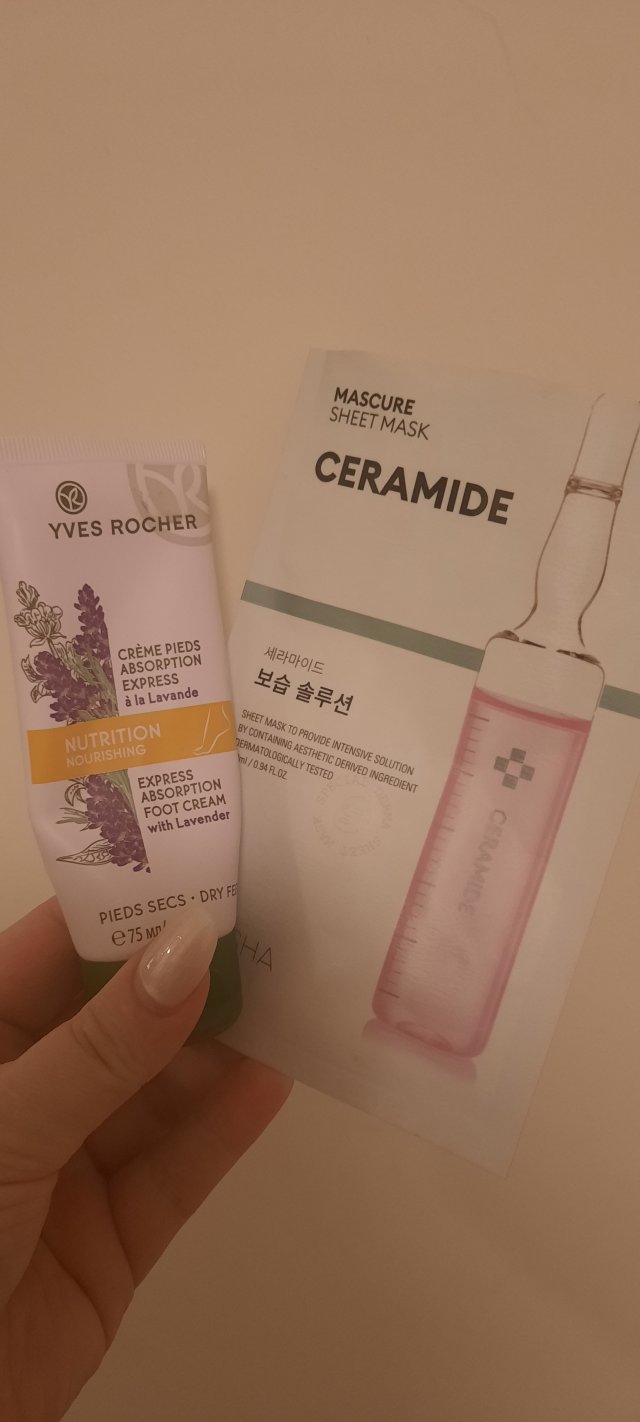 YVES ROCHER
CRÈME PIEDS
ABSORPTION
EXPRESS
à la Lavande
NUTRITION
NOURISHING
EXPRESS
ABSORPTION
FOOT CREAM
with Lavender
PIEDS SECS • DRY FE
℮75 мл/
MASCURE
SHEET MASK
CERAMIDE
세라마이드
보습 솔루션
SHEET MASK TO PROVIDE INTENSIVE SOLUTION
BY CONTAINING AESTHETIC DERIVED INGREDIENT
DERMATOLOGICALLY TESTED
ml / 0.94 FL.OZ.
CERAMIDE
HA